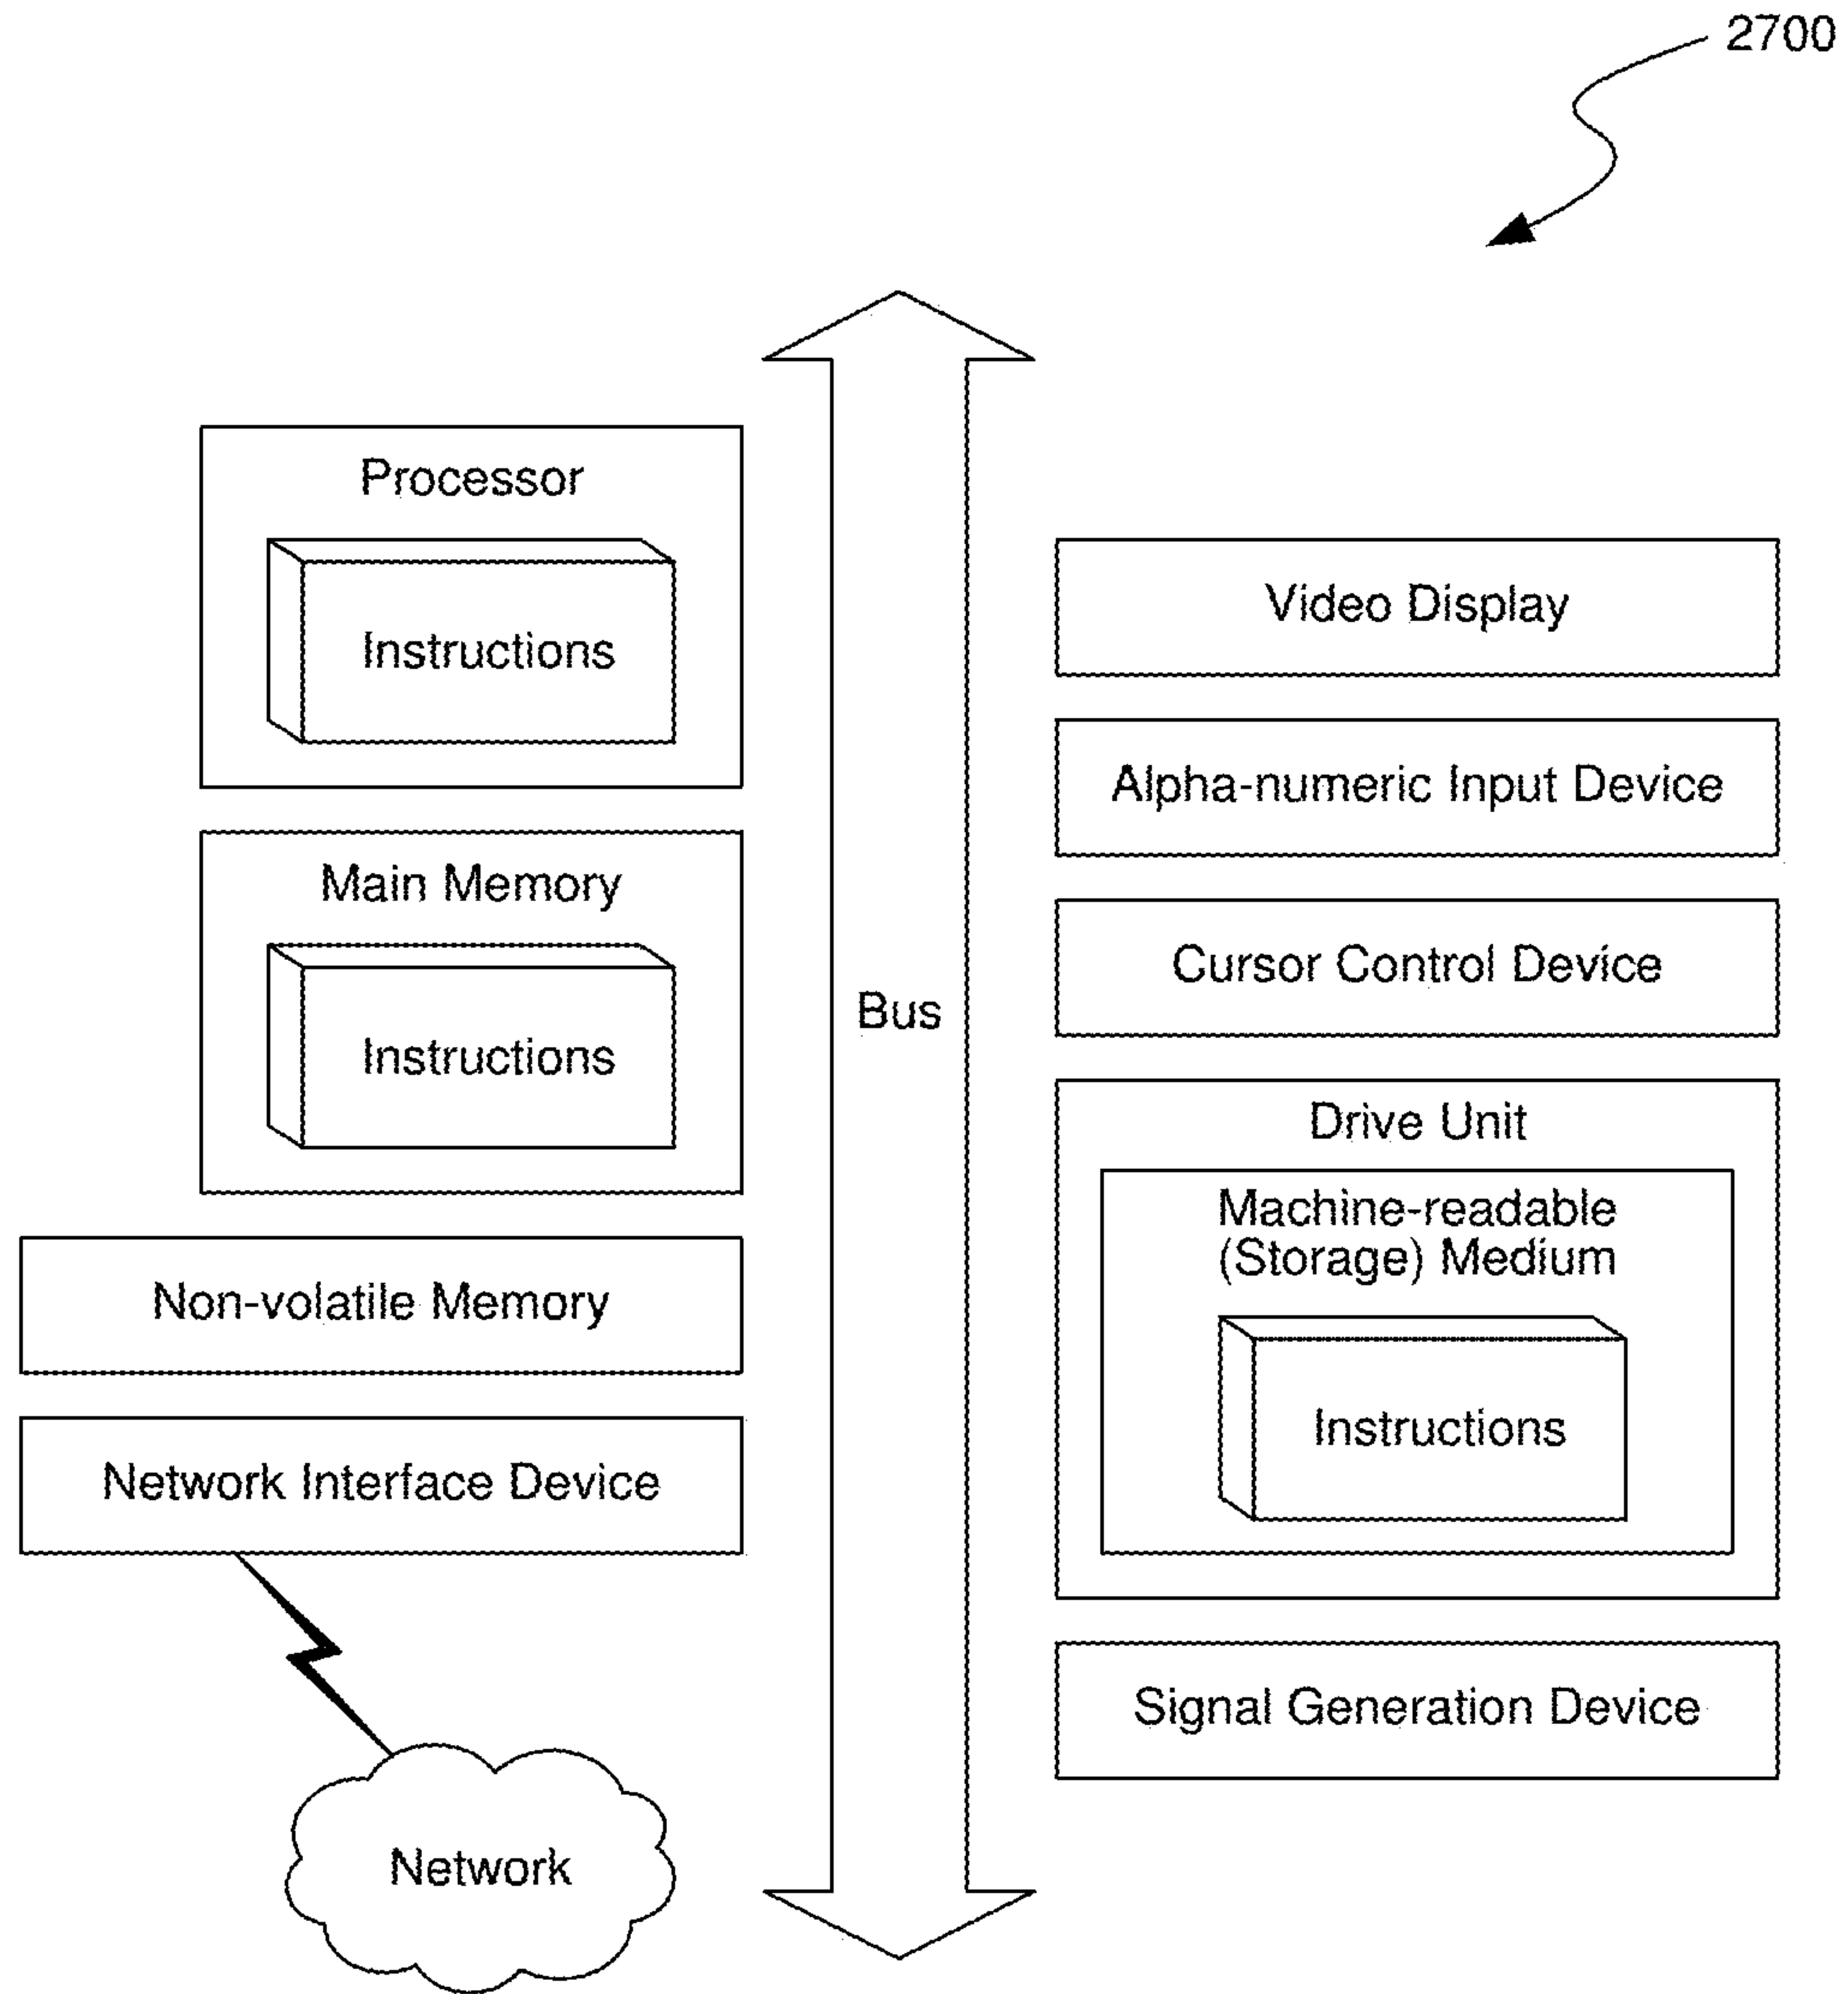 2700
Processor
Instructions
Main Memory
Instructions
Non-volatile Memory
Network Interface Device
Network
Bus
Video Display
Alpha-numeric Input Device
Cursor Control Device
Drive Unit
Machine-readable
(Storage) Medium
Instructions
Signal Generation Device